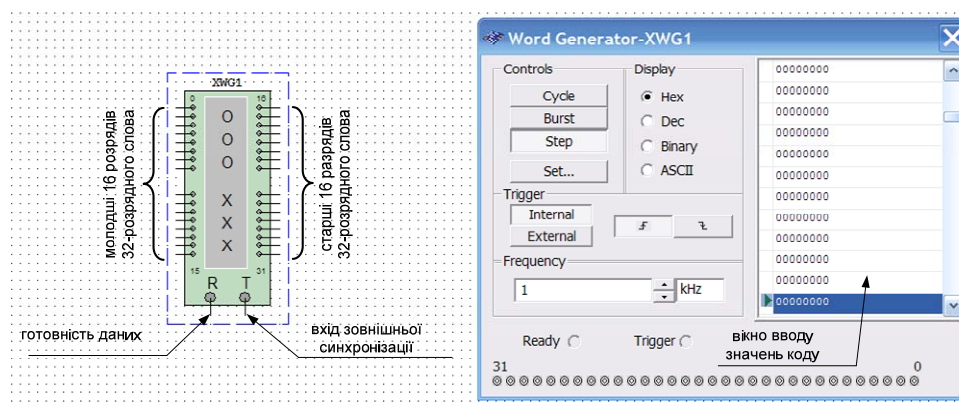 XWG1
0
16
O
O
O
X
X
X
15
31
R
T
молодші 16 розрядів
32-розрядного слова
старші 16 разрядів
32-розрядного слова
готовність даних
вхід зовнішньої
синхронізації
Word Generator-XWG1
Controls
Cycle
Burst
Step
Set...
Display
Hex
Dec
Binary
ASCII
Trigger
Internal
External
Frequency
1
kHz
Ready
Trigger
31
0
00000000
00000000
00000000
00000000
00000000
00000000
00000000
00000000
00000000
00000000
00000000
00000000
вікно вводу
значень коду